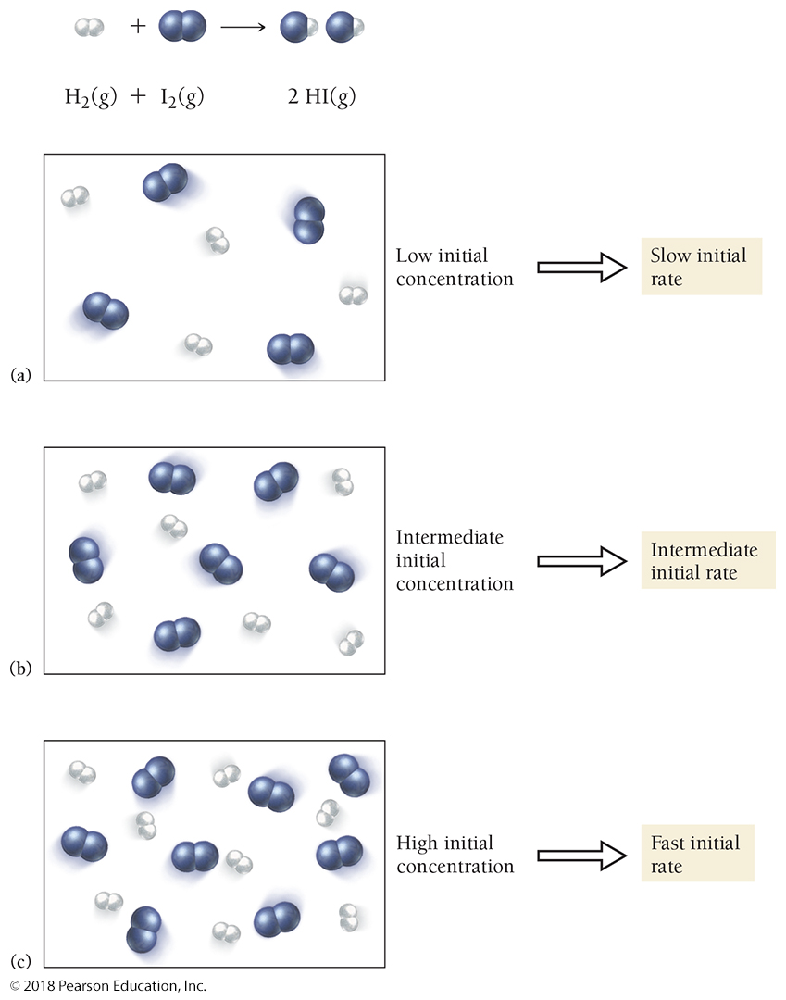 +
H₂(g) + I₂(g) 2 HI(g)
Low initial
concentration
Slow initial
rate
(a)
Intermediate
initial
concentration
Intermediate
initial rate
(b)
High initial
concentration
Fast initial
rate
(c)
© 2018 Pearson Education, Inc.